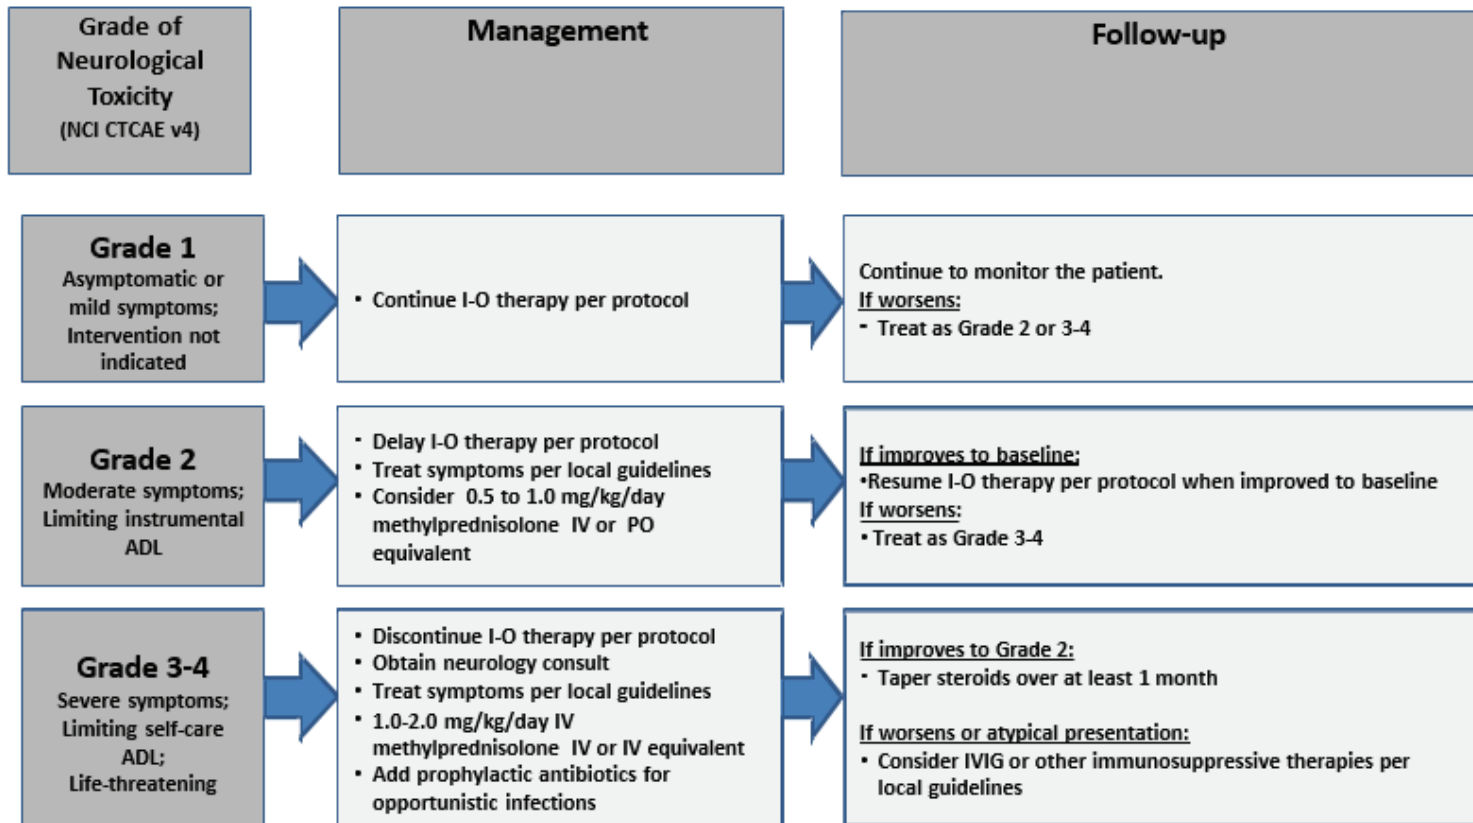 Grade of
Neurological
Toxicity
(NCI CTCAE v4)
Management
Follow-up
Grade 1
Asymptomatic or
mild symptoms;
Intervention not
indicated
• Continue I-O therapy per protocol
Continue to monitor the patient.
If worsens:
- Treat as Grade 2 or 3-4
Grade 2
Moderate symptoms;
Limiting instrumental
ADL
• Delay I-O therapy per protocol
• Treat symptoms per local guidelines
• Consider 0.5 to 1.0 mg/kg/day
methylprednisolone IV or PO
equivalent
If improves to baseline:
•Resume I-O therapy per protocol when improved to baseline
If worsens:
• Treat as Grade 3-4
Grade 3-4
Severe symptoms;
Limiting self-care
ADL;
Life-threatening
• Discontinue I-O therapy per protocol
• Obtain neurology consult
• Treat symptoms per local guidelines
• 1.0-2.0 mg/kg/day IV
methylprednisolone IV or IV equivalent
• Add prophylactic antibiotics for
opportunistic infections
If improves to Grade 2:
- Taper steroids over at least 1 month
If worsens or atypical presentation:
• Consider IVIG or other immunosuppressive therapies per
local guidelines